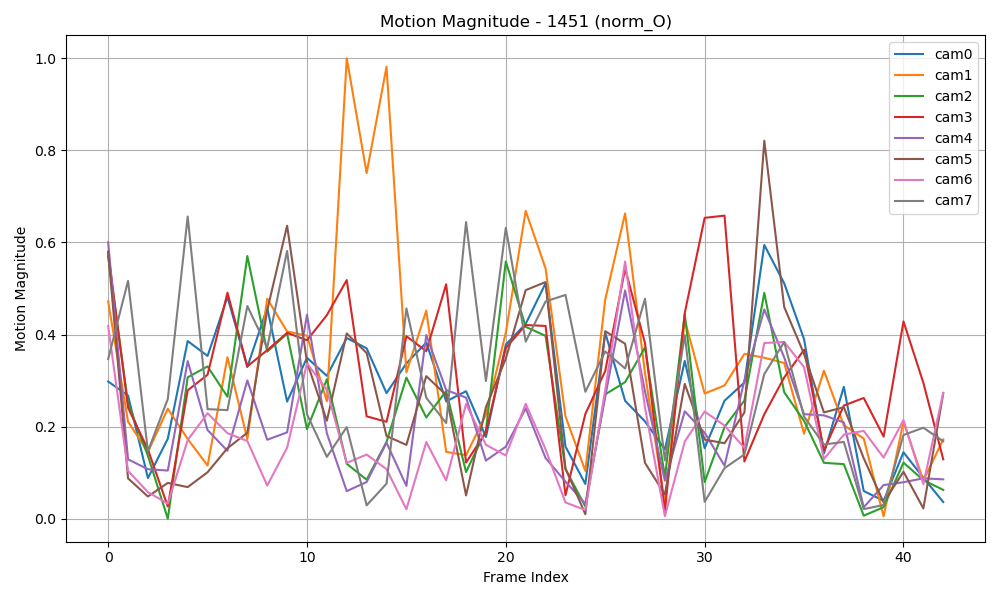 Motion Magnitude - 1451 (norm_O)
Motion Magnitude
1.0
0.8
0.6
0.4
0.2
0.0
0
10
20
30
40
Frame Index
cam0
cam1
cam2
cam3
cam4
cam5
cam6
cam7